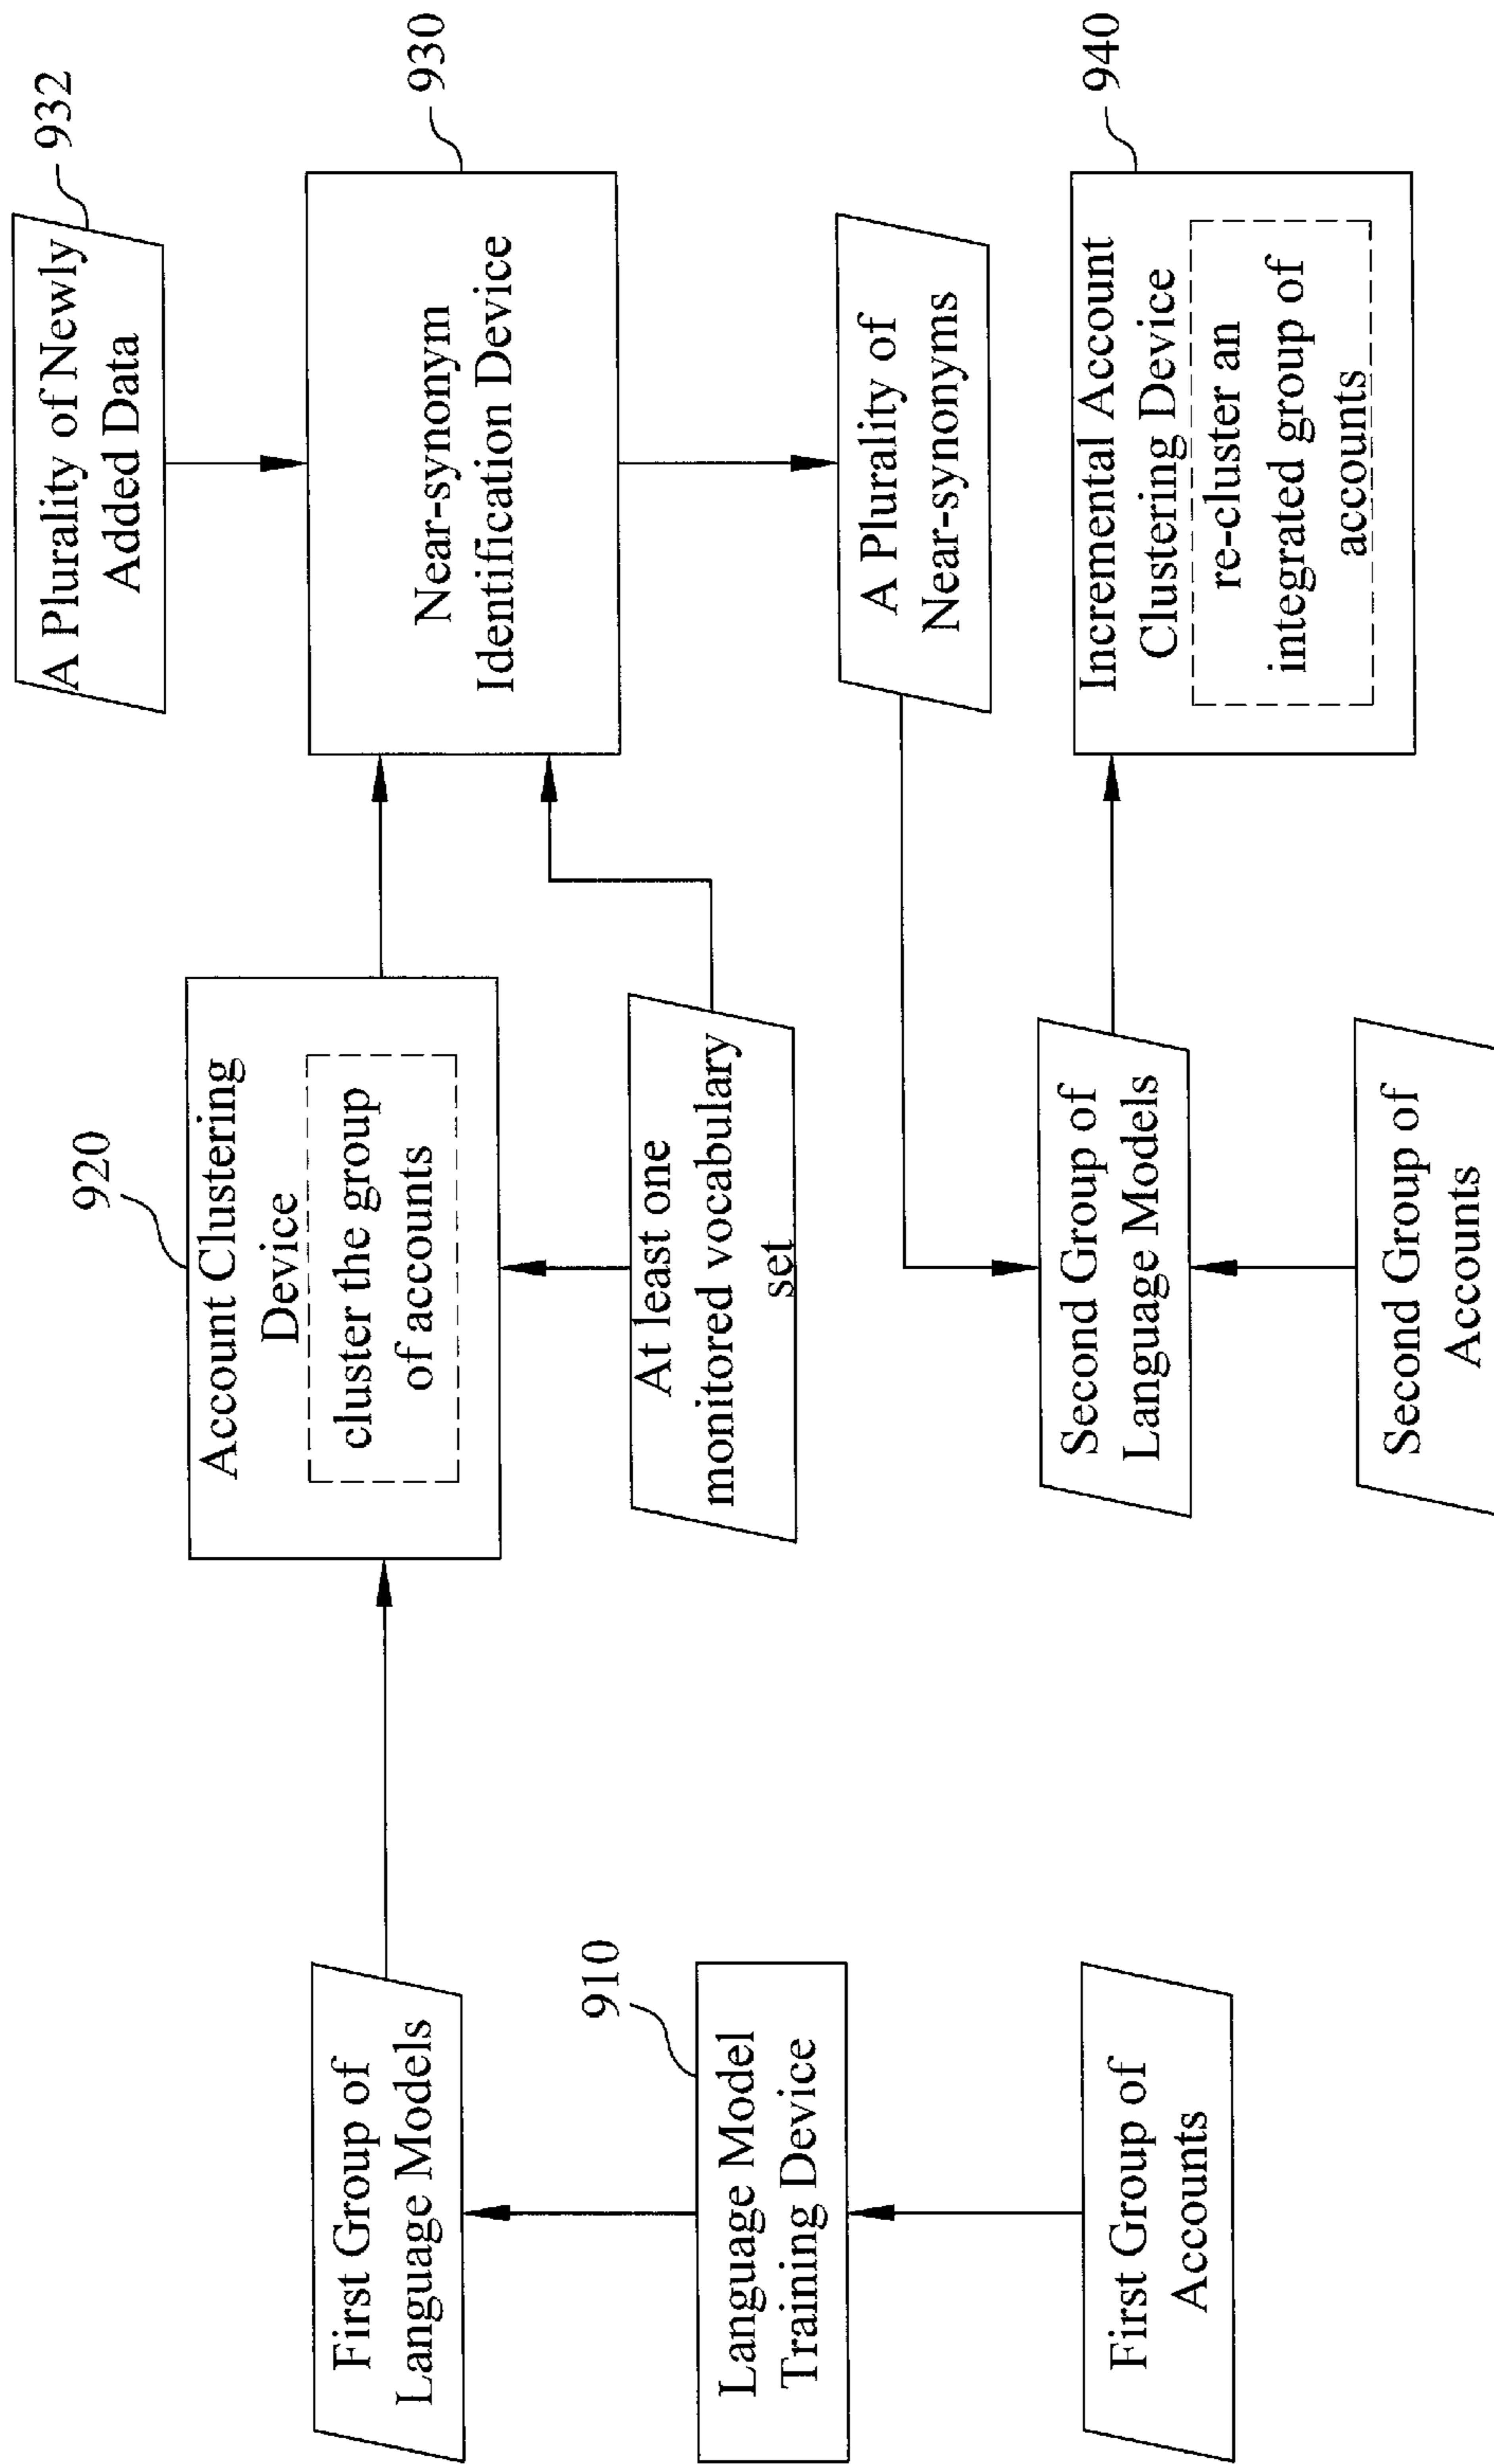 First Group of
Language Models
910
Language Model
Training Device
First Group of
Accounts
920
Account Clustering
Device
cluster the group
of accounts
At least one
monitored vocabulary
set
Second Group of
Language Models
Second Group of
Accounts
A Plurality of Newly
Added Data
932
Near-synonym
Identification Device
930
A Plurality of
Near-synonyms
Incremental Account
Clustering Device
re-cluster an
integrated group of
accounts
940